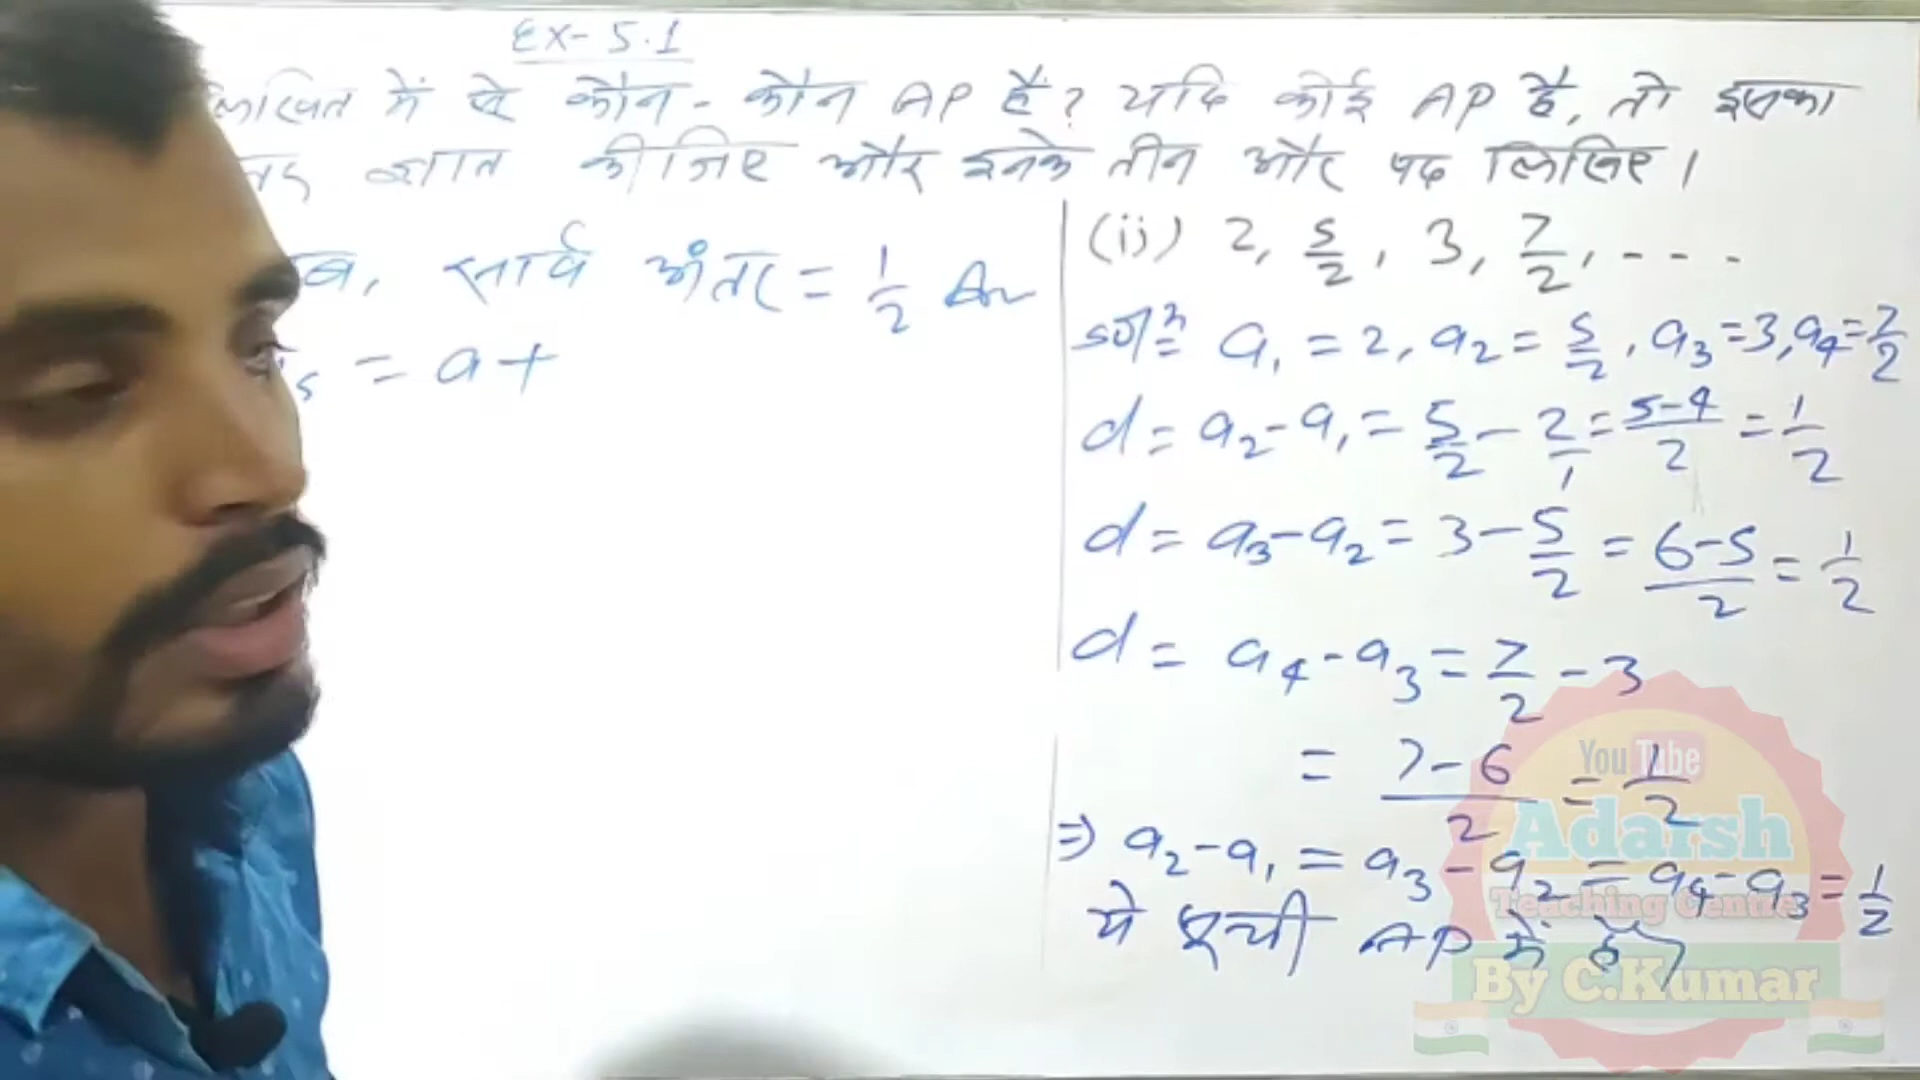 Ex- 5.1
लिखित में से कौन - कौन AP हैं? यदि कोई AP है, तो इसका
ज्ञात कीजिए और इनके तीन और पद लिखिए।
सार्व अंतर = 1/2 Ans
5 = a +
(ii) 2, 5/2, 3, 7/2, - - -
solⁿ= a₁ = 2, a₂ = 5/2, a₃ = 3, a₄ = 7/2
d = a₂ - a₁ = 5/2 - 2/1 = 5-4/2 = 1/2
d = a₃ - a₂ = 3 - 5/2 = 6-5/2 = 1/2
d = a₄ - a₃ = 7/2 - 3
= 7-6/2 = 1/2
⇒ a₂ - a₁ = a₃ - a₂ = a₄ - a₃ = 1/2
ये सूची AP में है
You Tube
Adarsh
Teaching Centre
By C.Kumar